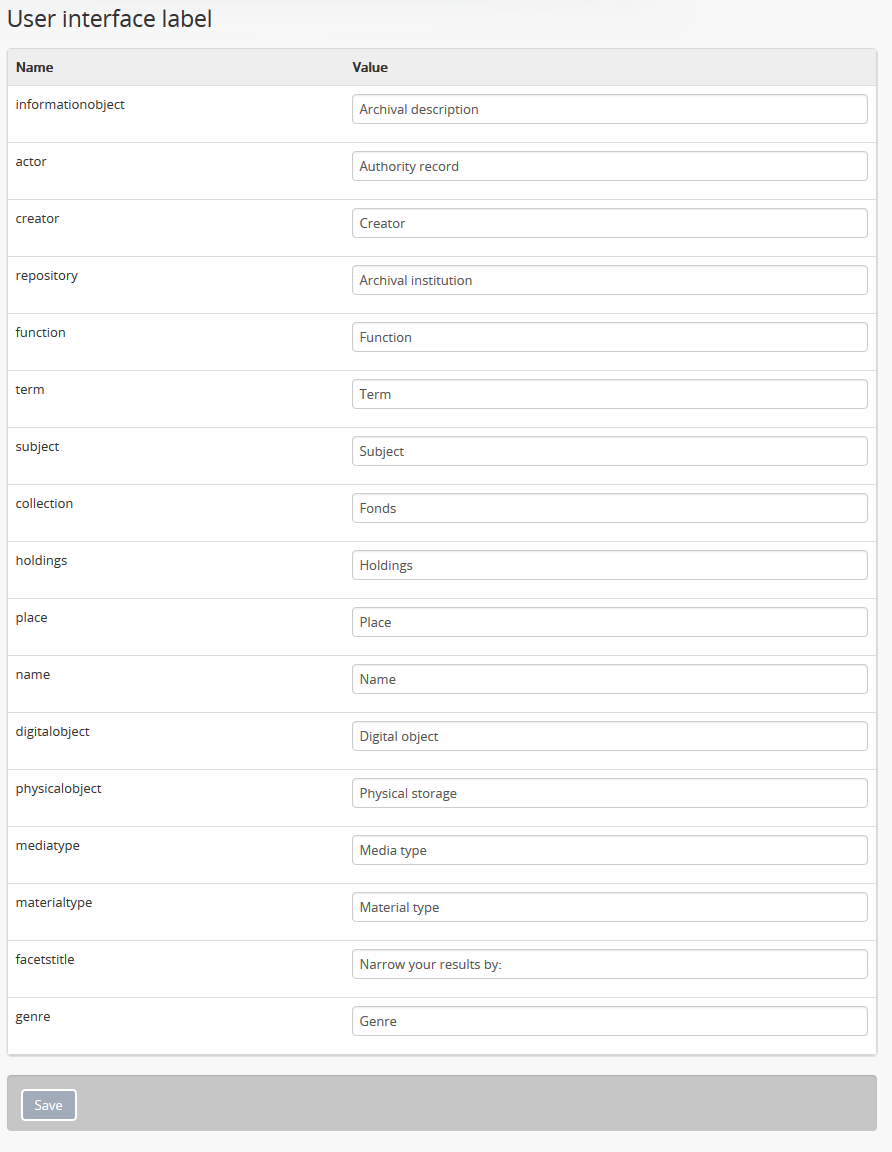 User interface label
Name Value
informationobject Archival description
actor Authority record
creator Creator
repository Archival institution
function Function
term Term
subject Subject
collection Fonds
holdings Holdings
place Place
name Name
digitalobject Digital object
physicalobject Physical storage
mediatype Media type
materialtype Material type
facetstitle Narrow your results by:
genre Genre
Save